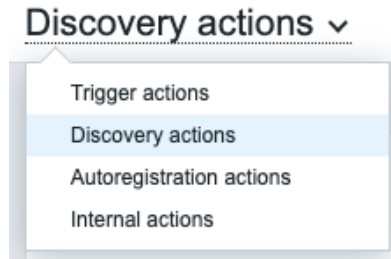 Discovery actions
Trigger actions
Discovery actions
Autoregistration actions
Internal actions